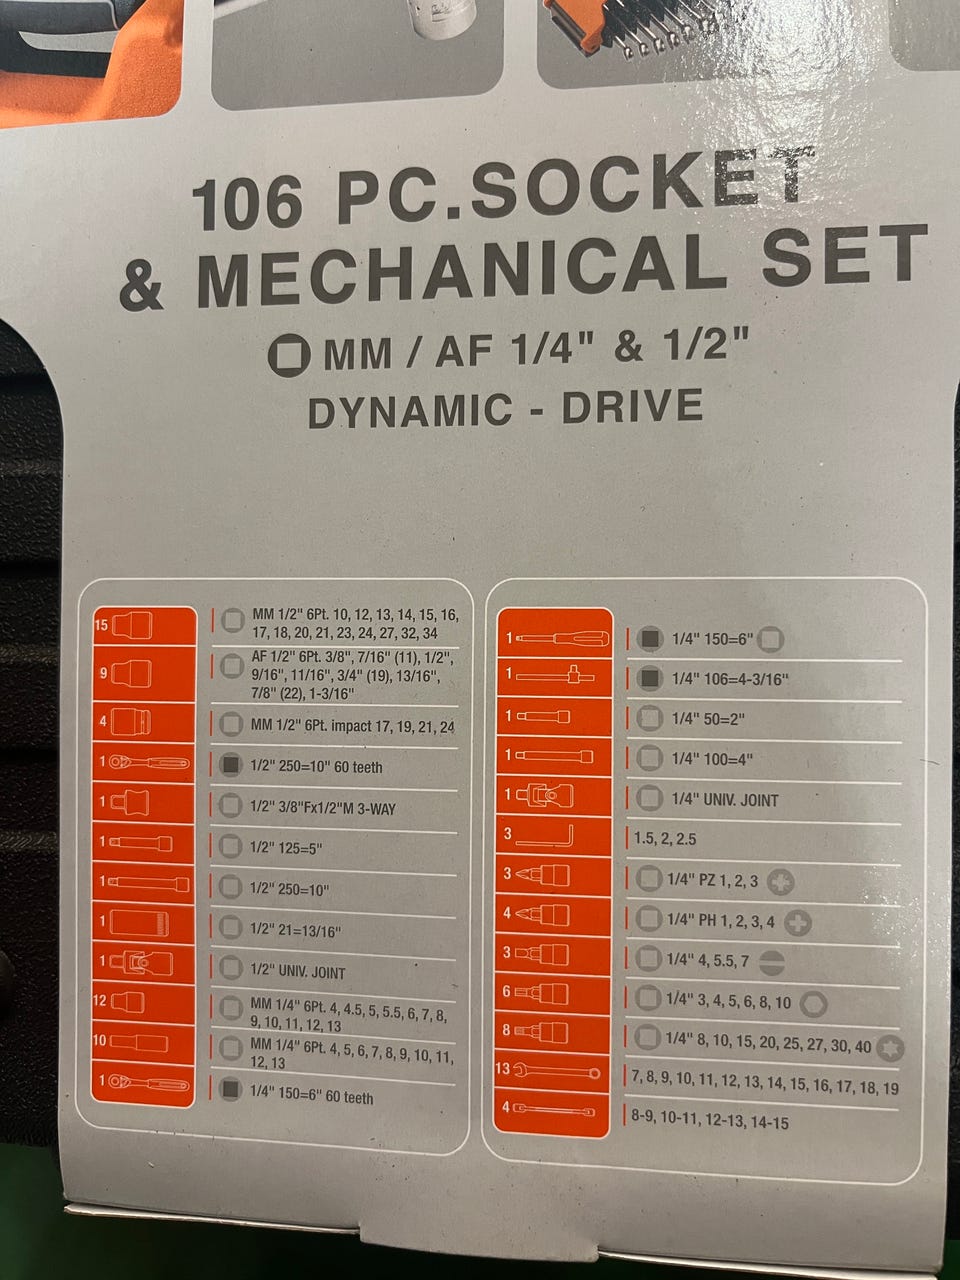 106 PC.SOCKET
& MECHANICAL SET
MM / AF 1/4" & 1/2"
DYNAMIC - DRIVE
15 MM 1/2" 6Pt. 10, 12, 13, 14, 15, 16,
17, 18, 20, 21, 23, 24, 27, 32, 34
9 AF 1/2" 6Pt. 3/8", 7/16" (11), 1/2",
9/16", 11/16", 3/4" (19), 13/16",
7/8" (22), 1-3/16"
4 MM 1/2" 6Pt. impact 17, 19, 21, 24
1 1/2" 250=10" 60 teeth
1 1/2" 3/8"Fx1/2"M 3-WAY
1 1/2" 125=5"
1 1/2" 250=10"
1 1/2" 21=13/16"
1 1/2" UNIV. JOINT
12 MM 1/4" 6Pt. 4, 4.5, 5, 5.5, 6, 7, 8,
9, 10, 11, 12, 13
10 MM 1/4" 6Pt. 4, 5, 6, 7, 8, 9, 10, 11,
12, 13
1 1/4" 150=6" 60 teeth
1 1/4" 150=6"
1 1/4" 106=4-3/16"
1 1/4" 50=2"
1 1/4" 100=4"
1 1/4" UNIV. JOINT
3 1.5, 2, 2.5
3 1/4" PZ 1, 2, 3
4 1/4" PH 1, 2, 3, 4
3 1/4" 4, 5.5, 7
6 1/4" 3, 4, 5, 6, 8, 10
8 1/4" 8, 10, 15, 20, 25, 27, 30, 40
13 7, 8, 9, 10, 11, 12, 13, 14, 15, 16, 17, 18, 19
4 8-9, 10-11, 12-13, 14-15